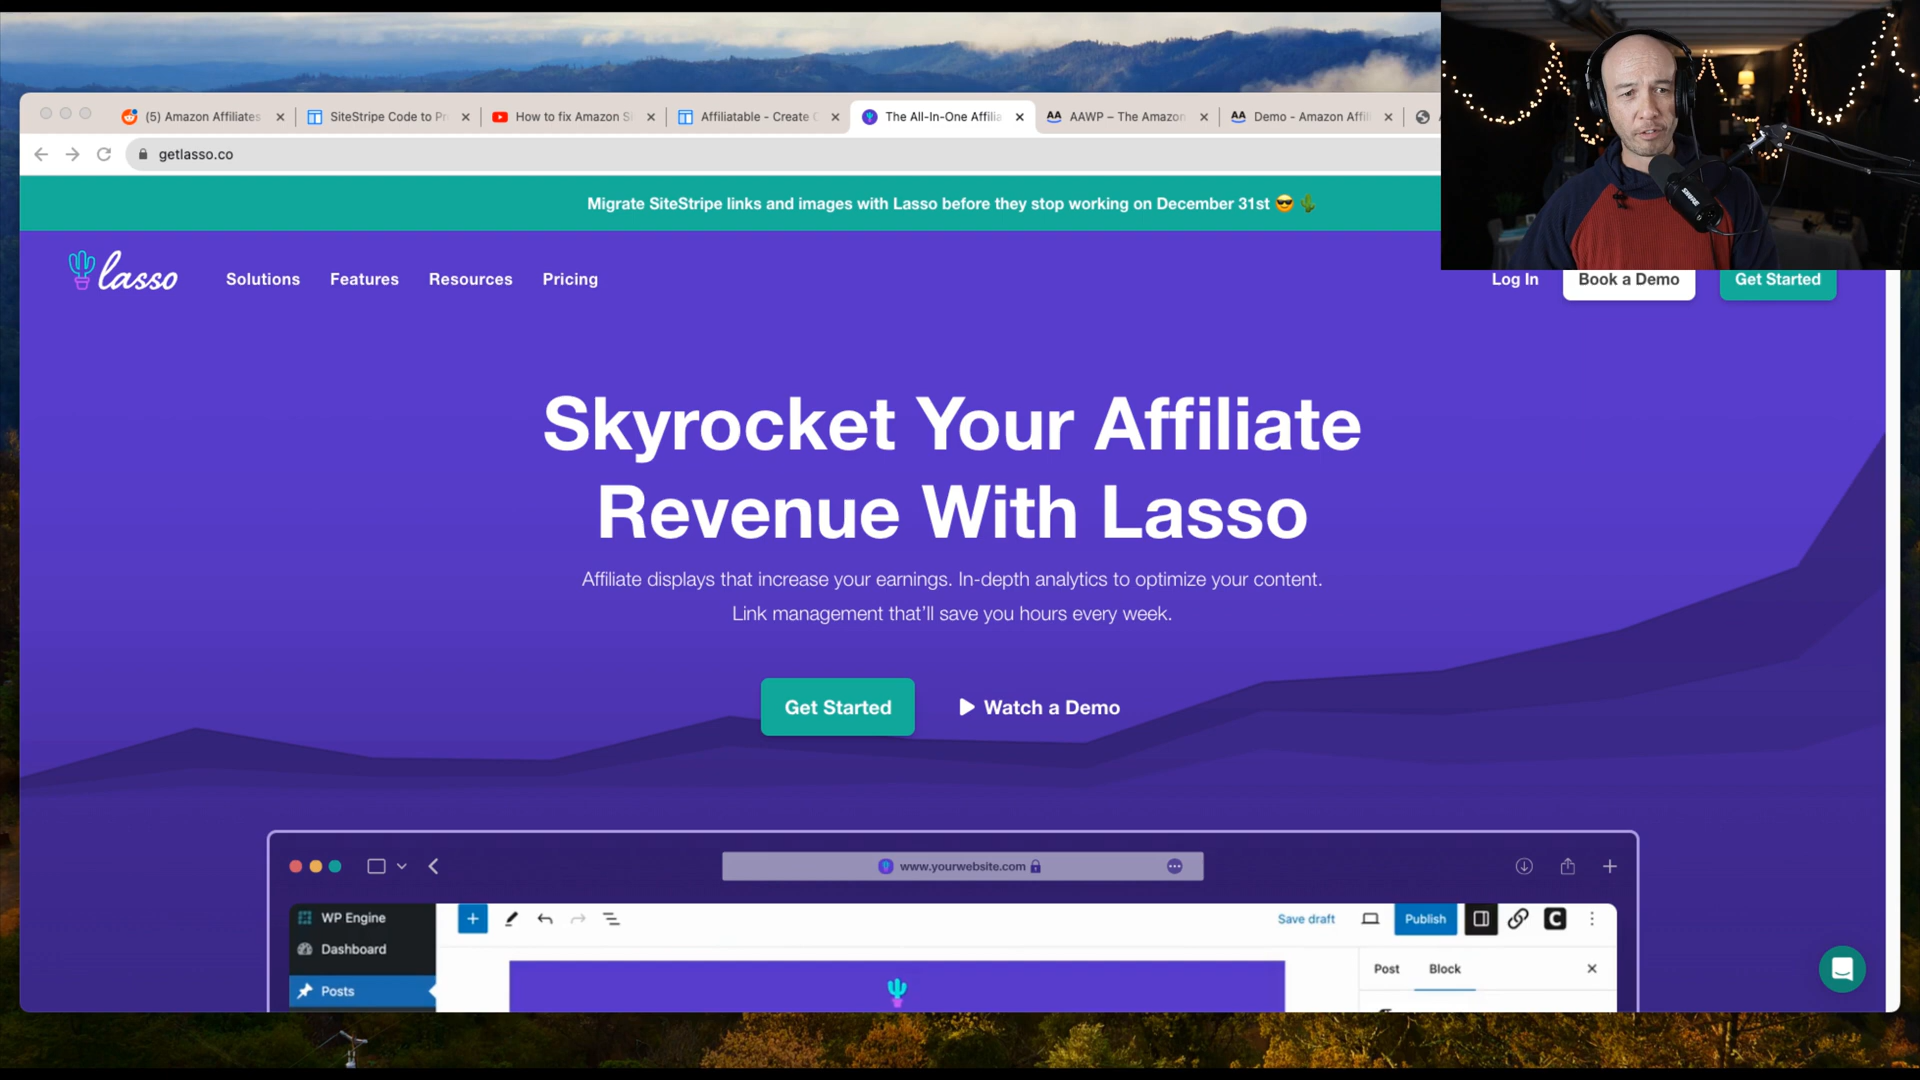 (5) Amazon Affiliates
SiteStripe Code to Pr
How to fix Amazon S
Affiliatable - Create
The All-In-One Affilia
AAWP – The Amazon
Demo - Amazon Affil
getlasso.co
Migrate SiteStripe links and images with Lasso before they stop working on December 31st 😎 🌵
lasso
Solutions
Features
Resources
Pricing
Log In
Book a Demo
Get Started
Skyrocket Your Affiliate
Revenue With Lasso
Affiliate displays that increase your earnings. In-depth analytics to optimize your content.
Link management that’ll save you hours every week.
Get Started
Watch a Demo
www.yourwebsite.com
WP Engine
Dashboard
Posts
Save draft
Publish
Post
Block
SHURE